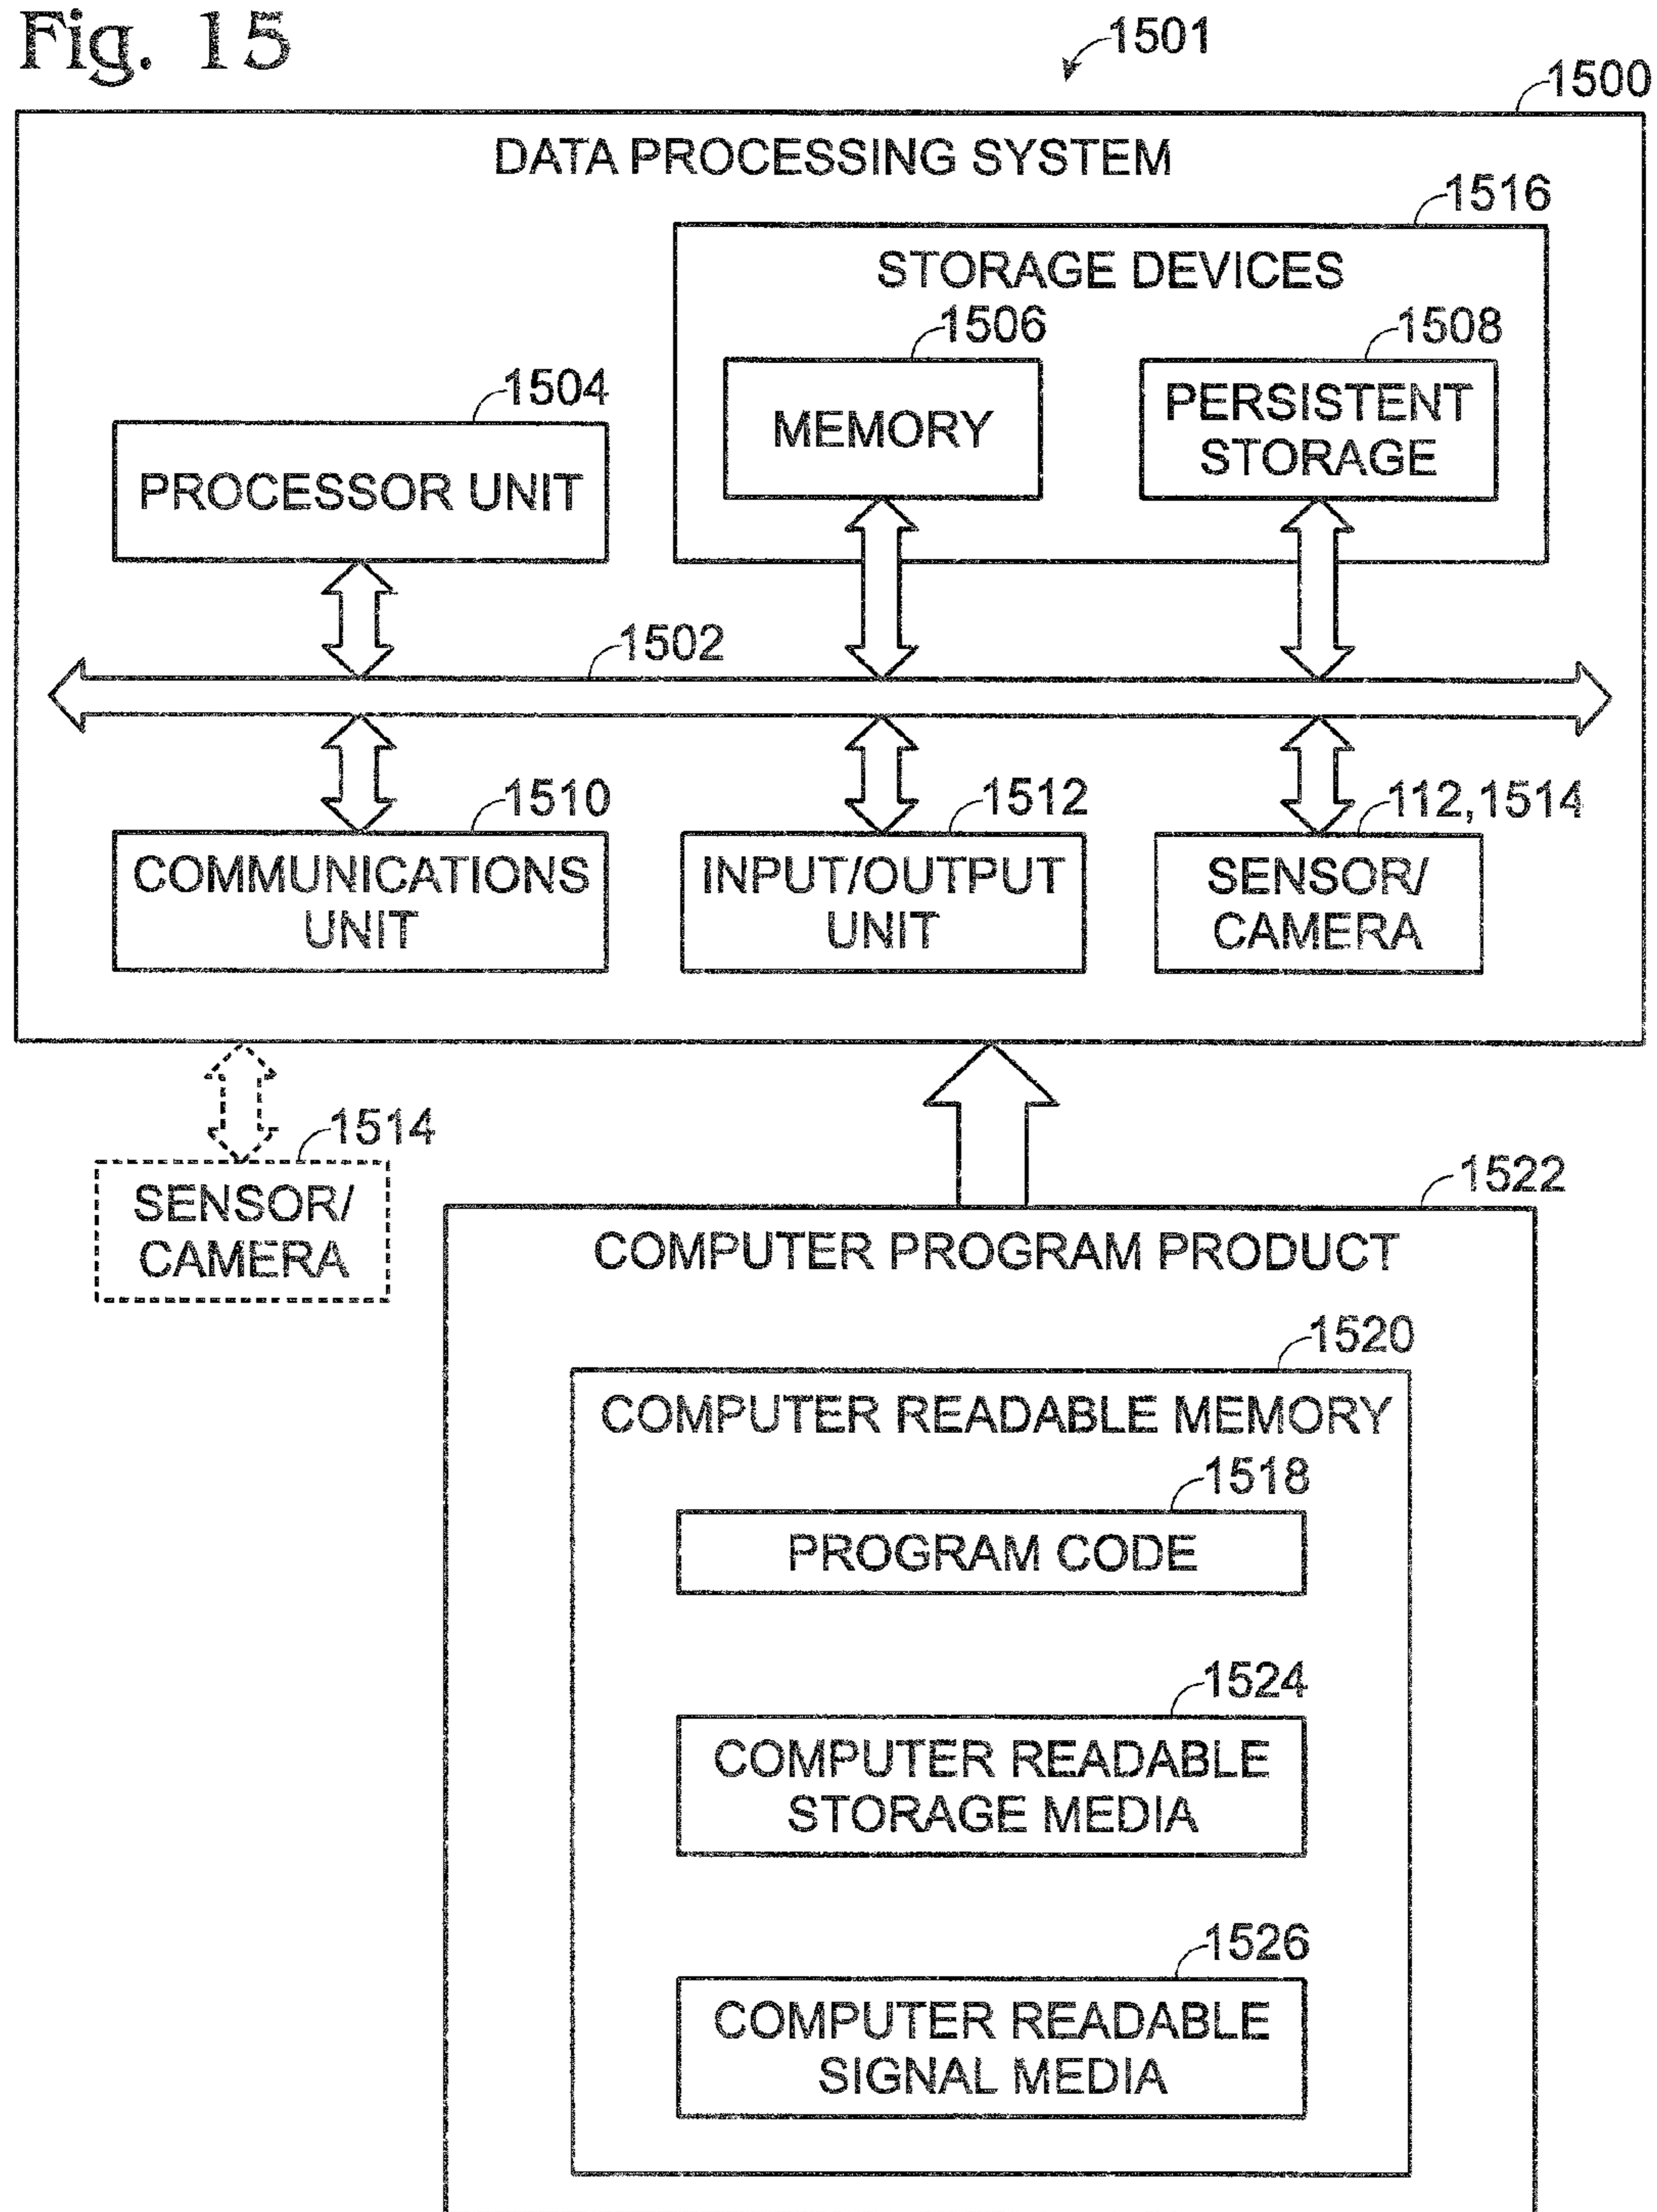 Fig. 15
1501
1500
DATA PROCESSING SYSTEM
1516
STORAGE DEVICES
1506
1508
MEMORY
PERSISTENT
STORAGE
1504
PROCESSOR UNIT
1502
1510
COMMUNICATIONS
UNIT
1512
INPUT/OUTPUT
UNIT
112,1514
SENSOR/
CAMERA
1514
SENSOR/
CAMERA
1522
COMPUTER PROGRAM PRODUCT
1520
COMPUTER READABLE MEMORY
1518
PROGRAM CODE
1524
COMPUTER READABLE
STORAGE MEDIA
1526
COMPUTER READABLE
SIGNAL MEDIA